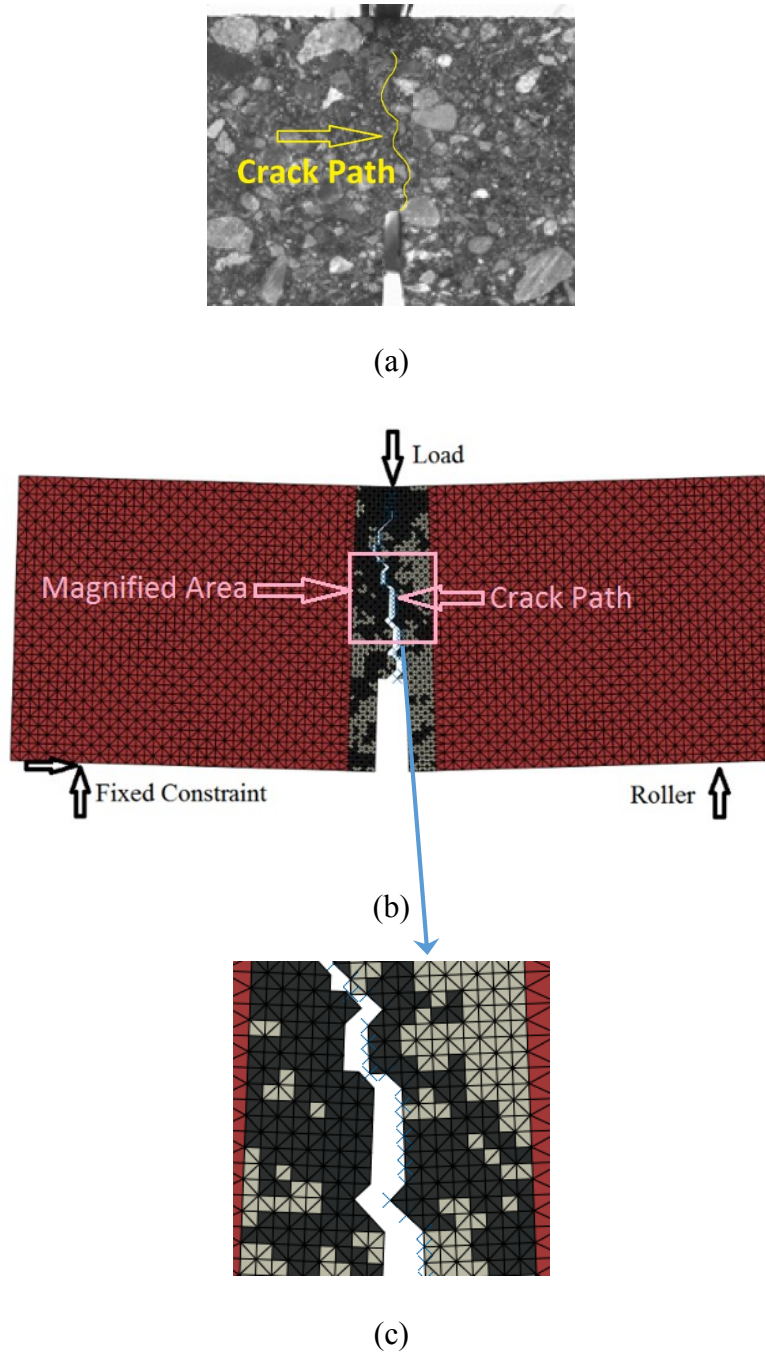 Crack Path
(a)
Load
Magnified Area
Crack Path
Fixed Constraint
Roller
(b)
(c)